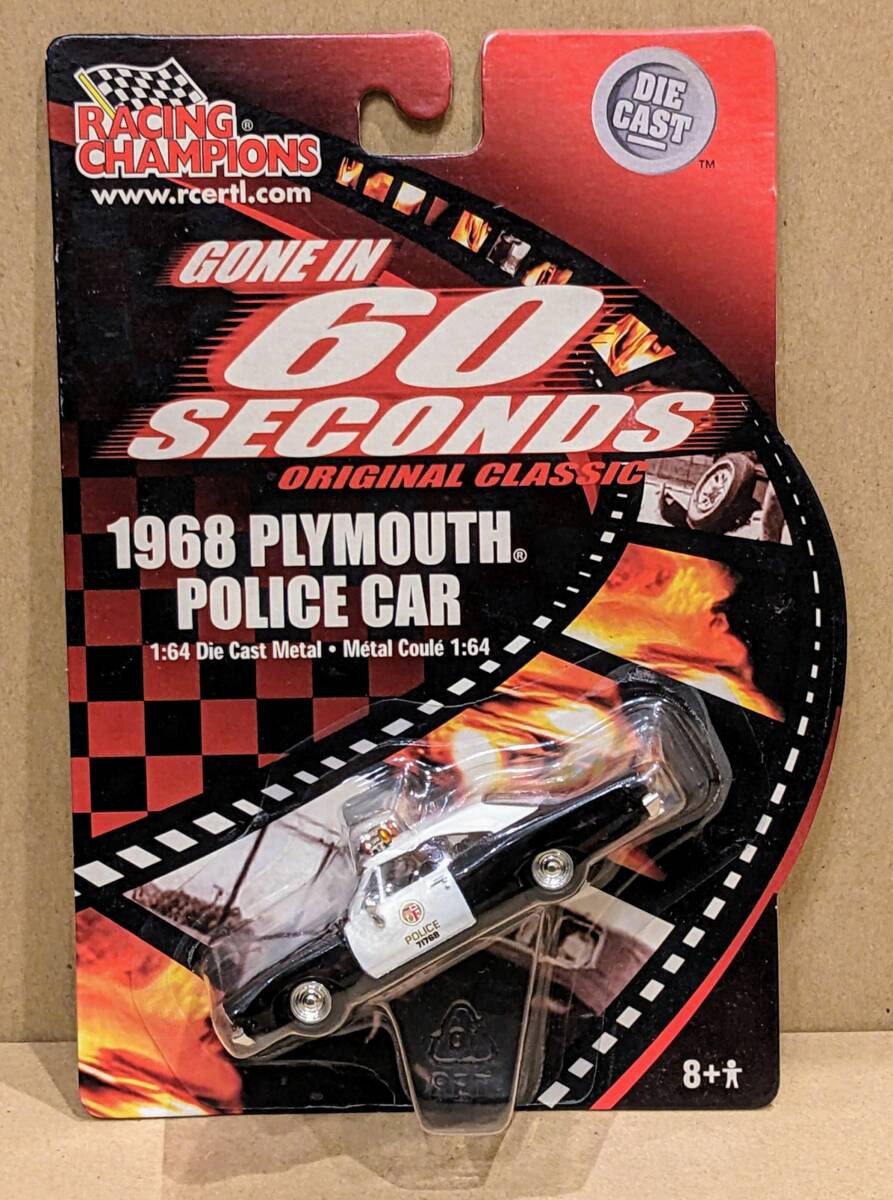 RACING®
CHAMPIONS
www.rcertl.com
DIE
CAST
TM
GONE IN
60
SECONDS
ORIGINAL CLASSIC
1968 PLYMOUTH®
POLICE CAR
1:64 Die Cast Metal • Métal Coulé 1:64
POLICE
71768
8+